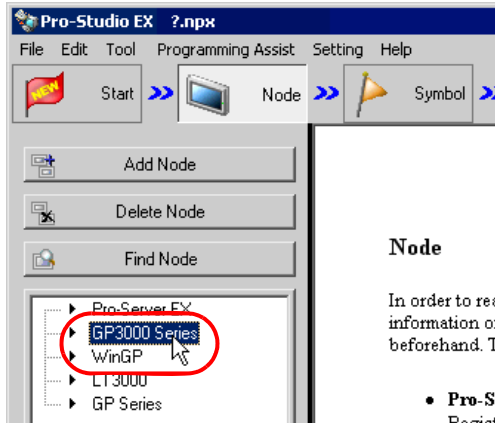 Pro-Studio EX ?.npx
File Edit Tool Programming Assist Setting Help
NEW Start Node Symbol
Add Node
Delete Node
Find Node
Pro-Server EX
GP3000 Series
WinGP
LT3000
GP Series
Node
In order to rea
information o
beforehand. T
• Pro-S